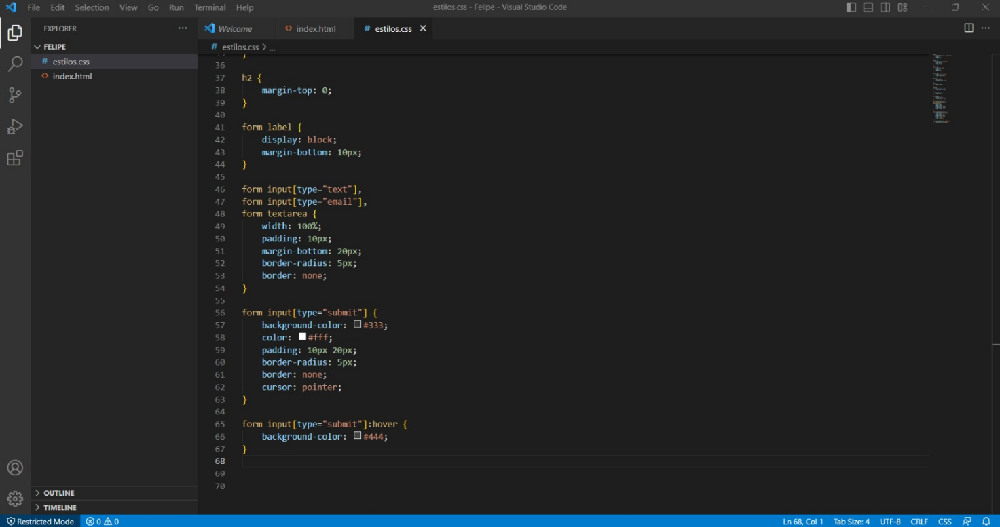 File Edit Selection View Go Run Terminal Help estilos.css - Felipe - Visual Studio Code
EXPLORER ... Welcome <> index.html # estilos.css ×
FELIPE
# estilos.css
<> index.html
# estilos.css > ...
36
37 h2 {
38 margin-top: 0;
39 }
40
41 form label {
42 display: block;
43 margin-bottom: 10px;
44 }
45
46 form input[type="text"],
47 form input[type="email"],
48 form textarea {
49 width: 100%;
50 padding: 10px;
51 margin-bottom: 20px;
52 border-radius: 5px;
53 border: none;
54 }
55
56 form input[type="submit"] {
57 background-color: #333;
58 color: #fff;
59 padding: 10px 20px;
60 border-radius: 5px;
61 border: none;
62 cursor: pointer;
63 }
64
65 form input[type="submit"]:hover {
66 background-color: #444;
67 }
68
69
70
> OUTLINE
> TIMELINE
Restricted Mode 0 0 Ln 68, Col 1 Tab Size: 4 UTF-8 CRLF CSS